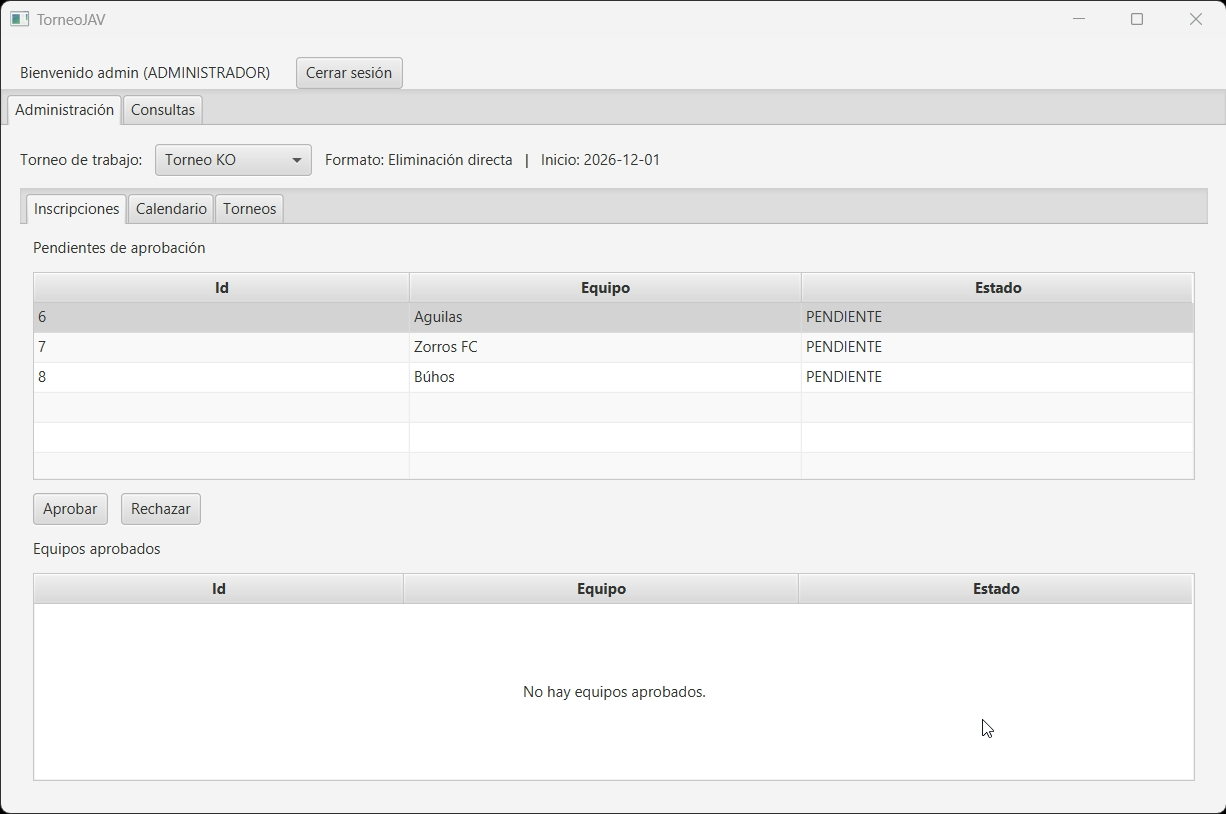 TorneoJAV
Bienvenido admin (ADMINISTRADOR) Cerrar sesión
Administración Consultas
Torneo de trabajo: Torneo KO Formato: Eliminación directa | Inicio: 2026-12-01
Inscripciones Calendario Torneos
Pendientes de aprobación
Id Equipo Estado
6 Aguilas PENDIENTE
7 Zorros FC PENDIENTE
8 Búhos PENDIENTE
Aprobar Rechazar
Equipos aprobados
Id Equipo Estado
No hay equipos aprobados.